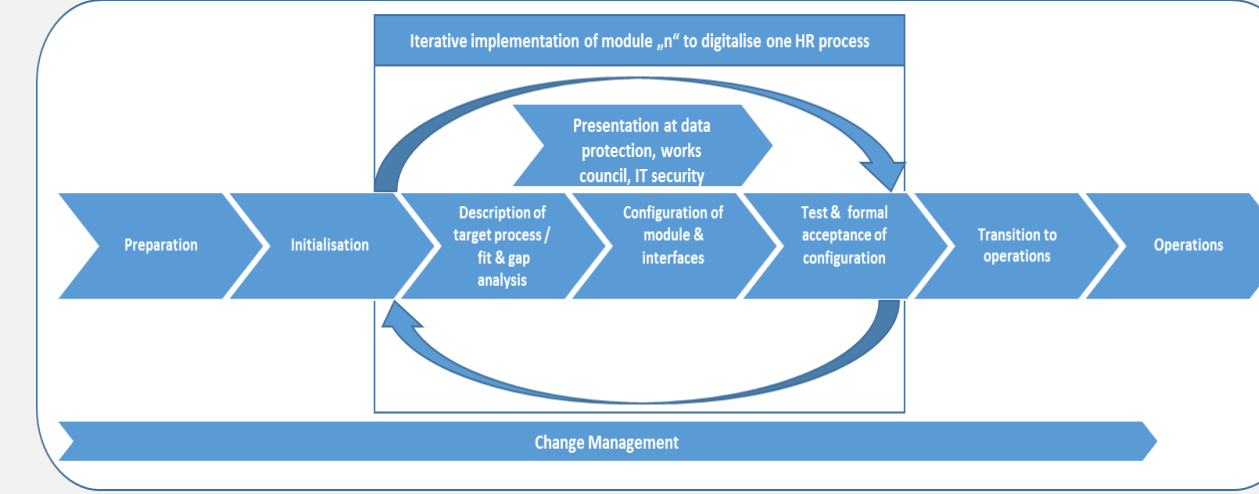 Iterative implementation of module „n“ to digitalise one HR process
Presentation at data
protection, works
council, IT security
Preparation
Initialisation
Description of
target process /
fit & gap
analysis
Configuration of
module &
interfaces
Test & formal
acceptance of
configuration
Transition to
operations
Operations
Change Management